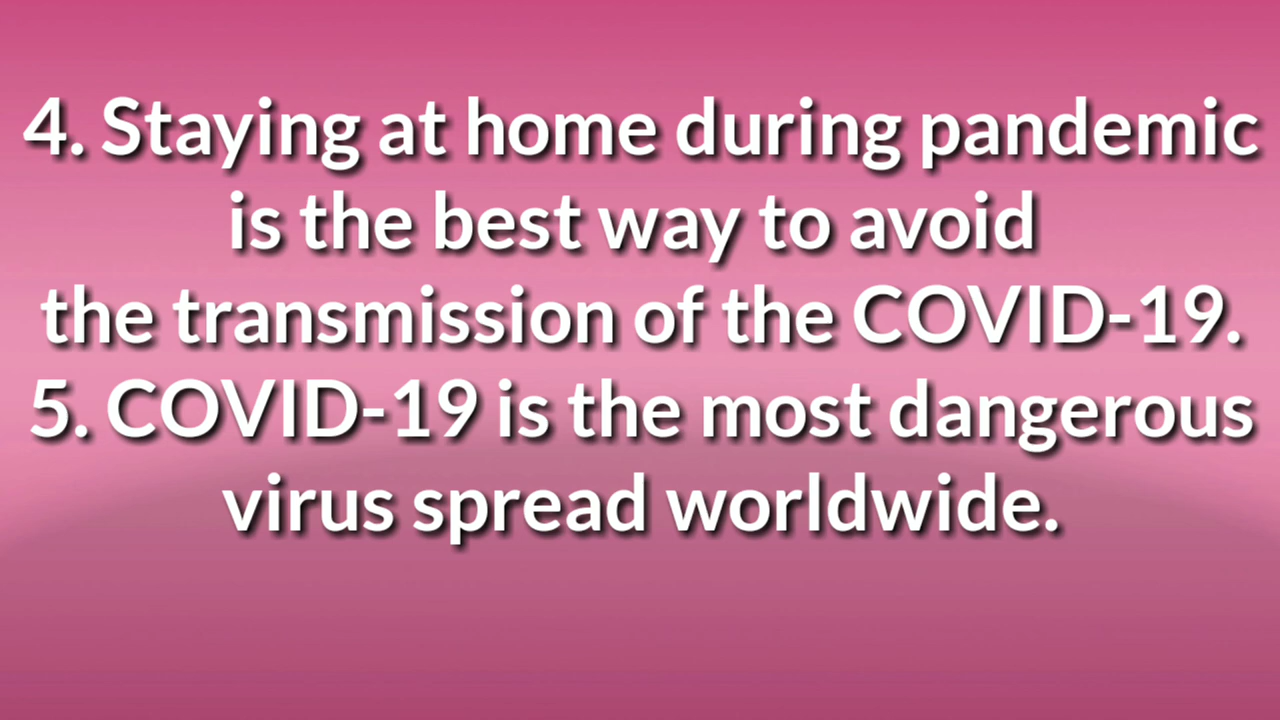 4. Staying at home during pandemic
is the best way to avoid
the transmission of the COVID-19.
5. COVID-19 is the most dangerous
virus spread worldwide.